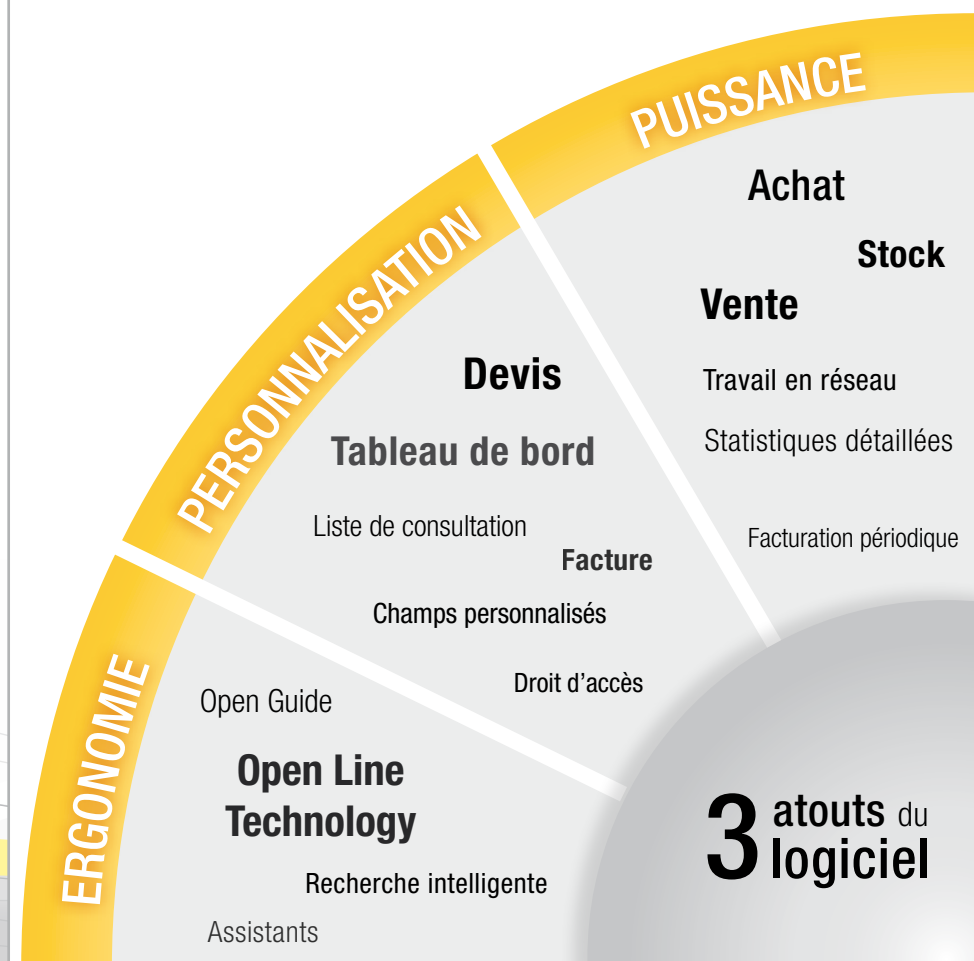 PUISSANCE
Achat
Stock
Vente
Travail en réseau
Statistiques détaillées
Facturation périodique
PERSONNALISATION
Devis
Tableau de bord
Liste de consultation
Facture
Champs personnalisés
Droit d’accès
ERGONOMIE
Open Guide
Open Line
Technology
Recherche intelligente
Assistants
3 atouts du
logiciel